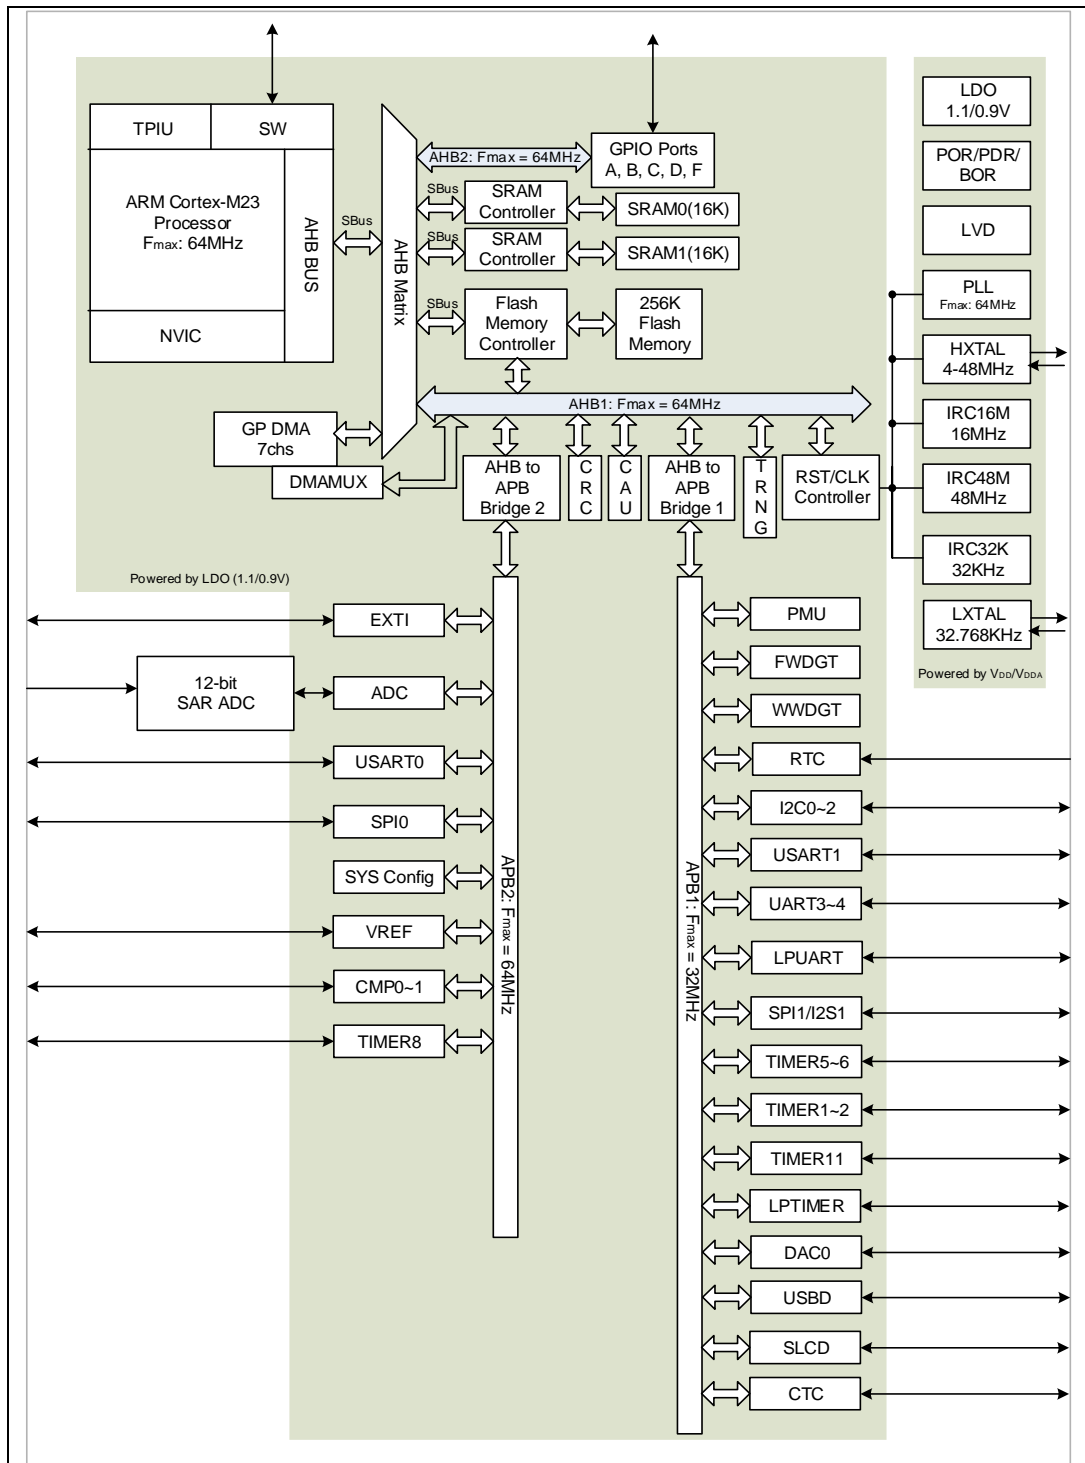 TPIU
SW
ARM Cortex-M23
Processor
Fmax: 64MHz
AHB BUS
NVIC
SBus
AHB Matrix
AHB2: Fmax = 64MHz
GPIO Ports
A, B, C, D, F
SBus
SRAM
Controller
SRAM0(16K)
SBus
SRAM
Controller
SRAM1(16K)
SBus
Flash
Memory
Controller
256K
Flash
Memory
AHB1: Fmax = 64MHz
GP DMA
7chs
DMAMUX
AHB to
APB
Bridge 2
CRC
CAU
AHB to
APB
Bridge 1
TRNG
RST/CLK
Controller
Powered by LDO (1.1/0.9V)
LDO
1.1/0.9V
POR/PDR/
BOR
LVD
PLL
Fmax: 64MHz
HXTAL
4-48MHz
IRC16M
16MHz
IRC48M
48MHz
IRC32K
32KHz
LXTAL
32.768KHz
Powered by VDD/VDDA
EXTI
12-bit
SAR ADC
ADC
USART0
SPI0
SYS Config
VREF
CMP0~1
TIMER8
APB2: Fmax = 64MHz
APB1: Fmax = 32MHz
PMU
FWDGT
WWDGT
RTC
I2C0~2
USART1
UART3~4
LPUART
SPI1/I2S1
TIMER5~6
TIMER1~2
TIMER11
LPTIMER
DAC0
USBD
SLCD
CTC